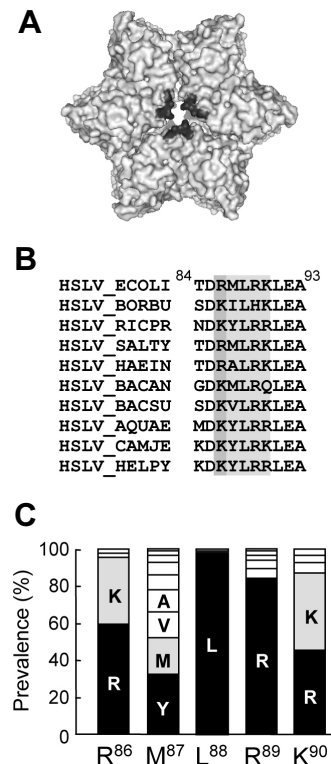 A
B
84 93
HSLV_ECOLI TDRMLRKLEA
HSLV_BORBU SDKILHKLEA
HSLV_RICPR NDKYLRRLEA
HSLV_SALTY TDRMLRKLEA
HSLV_HAEIN TDRALRKLEA
HSLV_BACAN GDKMLRQLEA
HSLV_BACSU SDKVLRKLEA
HSLV_AQUAE MDKYLRRLEA
HSLV_CAMJE KDKYLRRLEA
HSLV_HELPY KDKYLRRLEA
C
Prevalence (%)
100
80
60
40
20
0
K
R
A
V
M
Y
L
R
K
R
R86 M87 L88 R89 K90